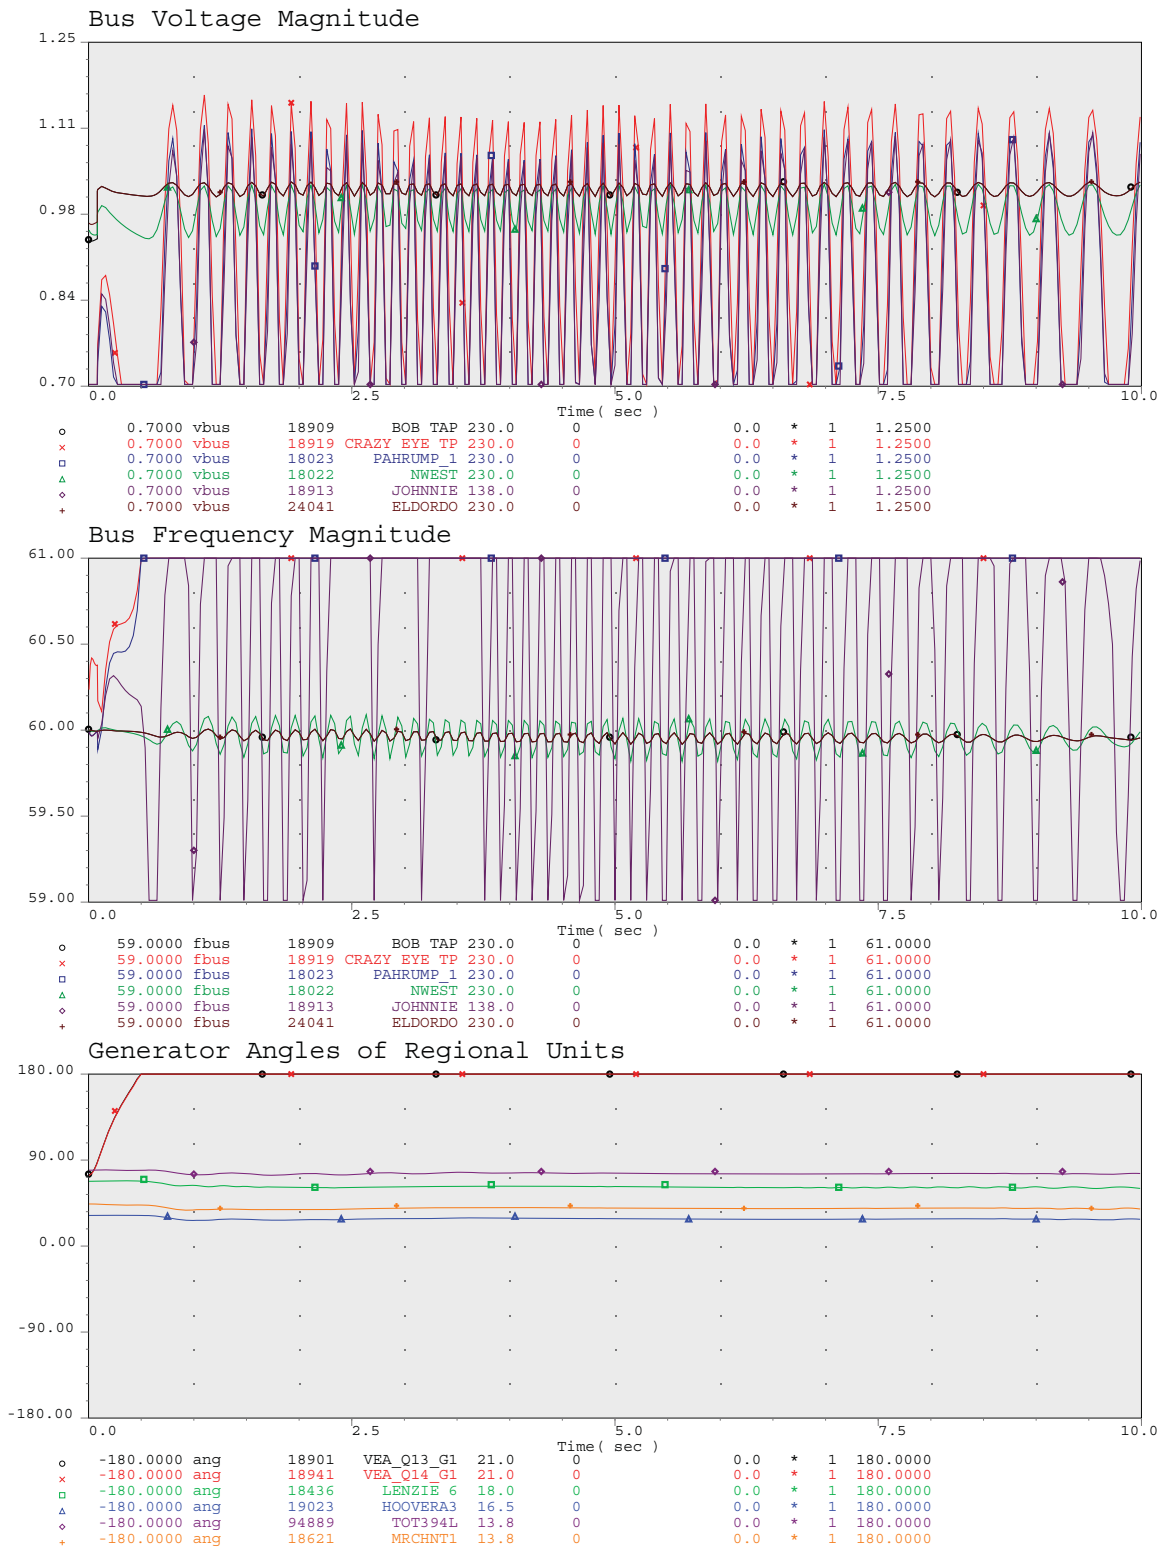 Bus Voltage Magnitude
1.25
1.11
0.98
0.84
0.70
0.0 2.5 5.0 7.5 10.0
Time( sec )
0.7000 vbus 18909 BOB TAP 230.0 0 0.0 * 1 1.2500
0.7000 vbus 18919 CRAZY EYE TP 230.0 0 0.0 * 1 1.2500
0.7000 vbus 18023 PAHRUMP_1 230.0 0 0.0 * 1 1.2500
0.7000 vbus 18022 NWEST 230.0 0 0.0 * 1 1.2500
0.7000 vbus 18913 JOHNNIE 138.0 0 0.0 * 1 1.2500
0.7000 vbus 24041 ELDORDO 230.0 0 0.0 * 1 1.2500
Bus Frequency Magnitude
61.00
60.50
60.00
59.50
59.00
0.0 2.5 5.0 7.5 10.0
Time( sec )
59.0000 fbus 18909 BOB TAP 230.0 0 0.0 * 1 61.0000
59.0000 fbus 18919 CRAZY EYE TP 230.0 0 0.0 * 1 61.0000
59.0000 fbus 18023 PAHRUMP_1 230.0 0 0.0 * 1 61.0000
59.0000 fbus 18022 NWEST 230.0 0 0.0 * 1 61.0000
59.0000 fbus 18913 JOHNNIE 138.0 0 0.0 * 1 61.0000
59.0000 fbus 24041 ELDORDO 230.0 0 0.0 * 1 61.0000
Generator Angles of Regional Units
180.00
90.00
0.00
-90.00
-180.00
0.0 2.5 5.0 7.5 10.0
Time( sec )
-180.0000 ang 18901 VEA_Q13_G1 21.0 0 0.0 * 1 180.0000
-180.0000 ang 18941 VEA_Q14_G1 21.0 0 0.0 * 1 180.0000
-180.0000 ang 18436 LENZIE 6 18.0 0 0.0 * 1 180.0000
-180.0000 ang 19023 HOOVERA3 16.5 0 0.0 * 1 180.0000
-180.0000 ang 94889 TOT394L 13.8 0 0.0 * 1 180.0000
-180.0000 ang 18621 MRCHNT1 13.8 0 0.0 * 1 180.0000